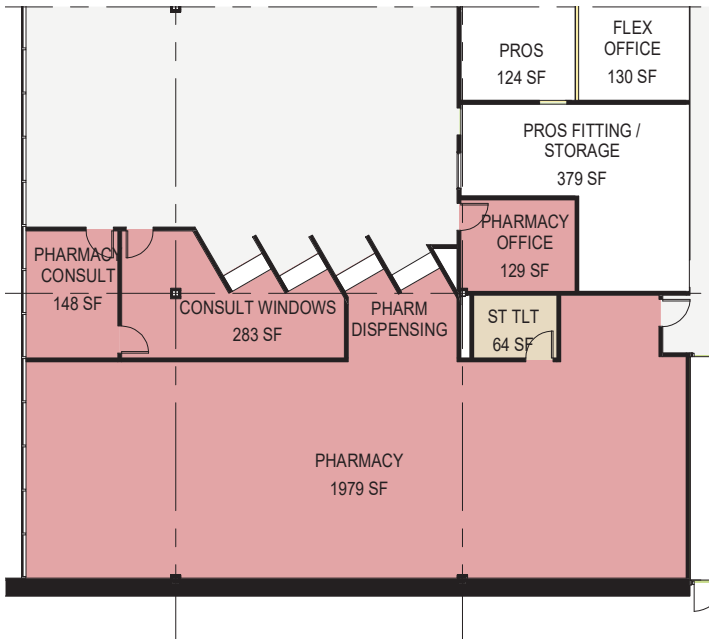 PROS
124 SF
FLEX
OFFICE
130 SF
PROS FITTING /
STORAGE
379 SF
PHARMACY
OFFICE
129 SF
PHARMACY
CONSULT
148 SF
CONSULT WINDOWS
283 SF
PHARM
DISPENSING
ST TLT
64 SF
PHARMACY
1979 SF